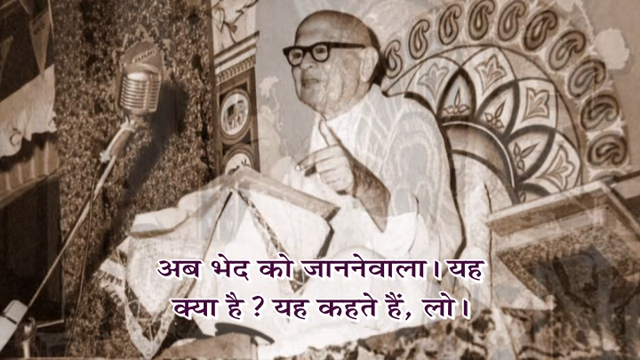 अब भेद को जाननेवाला। यह
क्या है ? यह कहते हैं, लो।